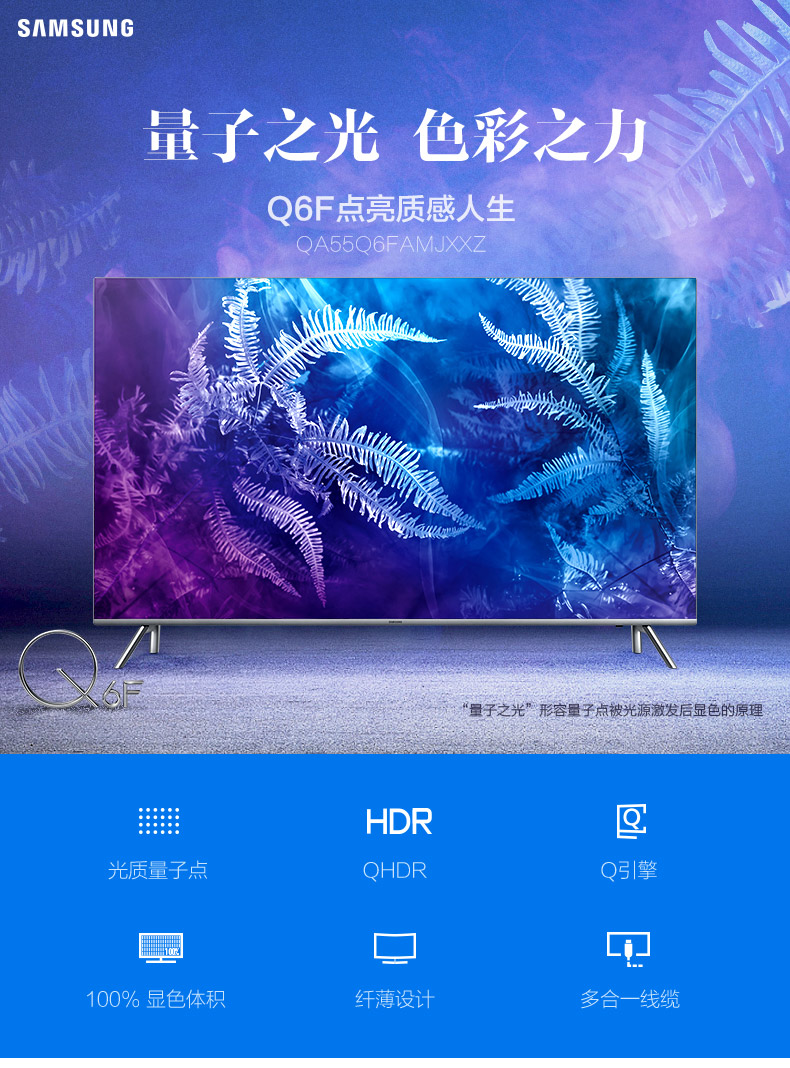 SAMSUNG
量子之光 色彩之力
Q6F点亮质感人生
QA55Q6FAMJXXZ
SAMSUNG
Q6F
“量子之光”形容量子点被光源激发后显色的原理
HDR
Q
光质量子点
QHDR
Q引擎
100%
100% 显色体积
纤薄设计
多合一线缆